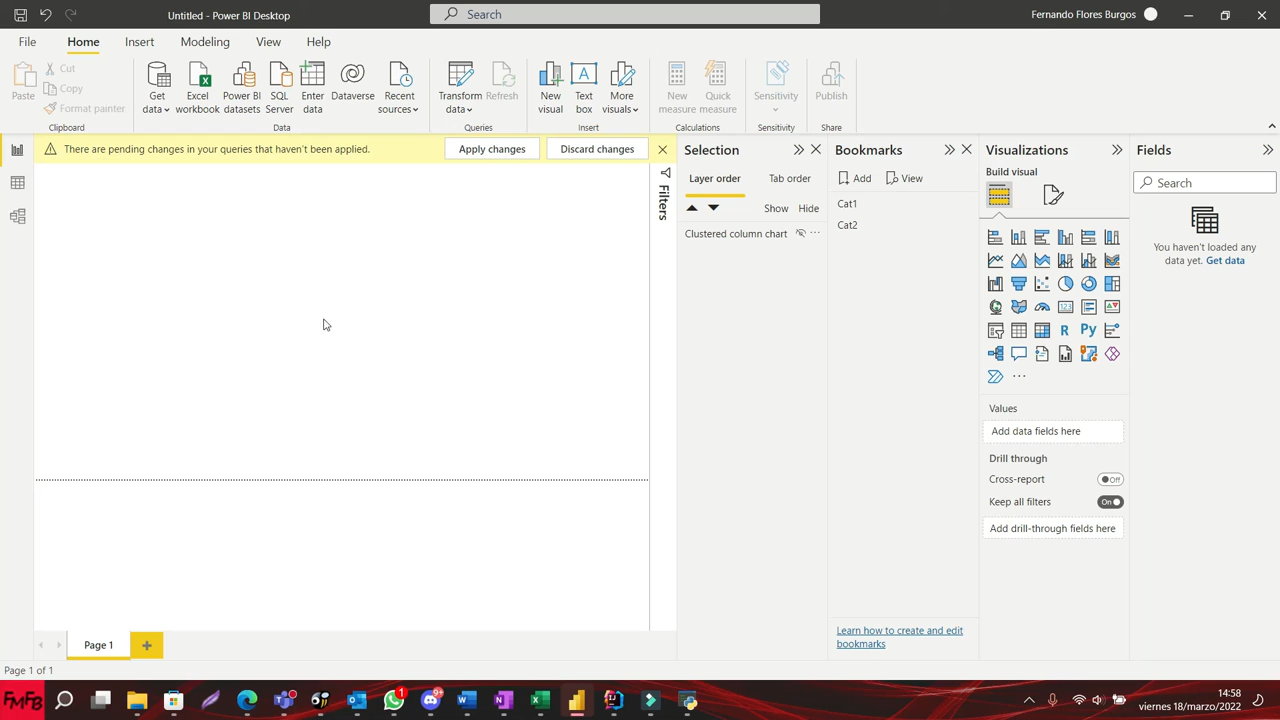 Untitled - Power BI Desktop
Search
Fernando Flores Burgos
File Home Insert Modeling View Help
Paste
Cut
Copy
Format painter
Clipboard
Get data
Excel workbook
Power BI datasets
SQL Server
Enter data
Dataverse
Recent sources
Data
Transform data
Refresh
Queries
New visual
Text box
More visuals
Insert
New measure
Quick measure
Calculations
Sensitivity
Sensitivity
Publish
Share
There are pending changes in your queries that haven't been applied.
Apply changes
Discard changes
Filters
Selection
Layer order
Tab order
Show
Hide
Clustered column chart
Bookmarks
Add
View
Cat1
Cat2
Learn how to create and edit
bookmarks
Visualizations
Build visual
123
R
Py
Values
Add data fields here
Drill through
Cross-report
Off
Keep all filters
On
Add drill-through fields here
Fields
Search
You haven't loaded any
data yet. Get data
Page 1
Page 1 of 1
FMFB
1
9+
14:58
viernes 18/marzo/2022